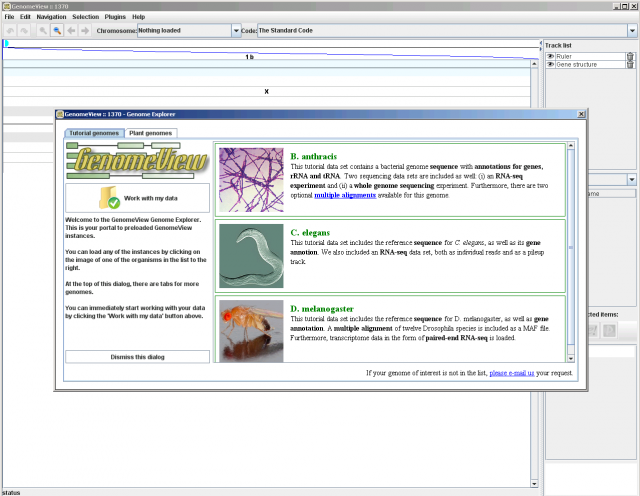 GenomeView :: 1370
File Edit Navigation Selection Plugins Help
Chromosome: Nothing loaded Code: The Standard Code
Track list
1 b
Ruler
Gene structure
X
GenomeView :: 1370 - Genome Explorer
Tutorial genomes Plant genomes
GenomeView
Work with my data
Welcome to the GenomeView Genome Explorer.
This is your portal to preloaded GenomeView
instances.
You can load any of the instances by clicking on
the image of one of the organisms in the list to the
right.
At the top of this dialog, there are tabs for more
genomes.
You can immediately start working with your data
by clicking the 'Work with my data' button above.
Dismiss this dialog
B. anthracis
This tutorial data set contains a bacterial genome sequence with annotations for genes,
rRNA and tRNA. Two sequencing data sets are included as well: (i) an RNA-seq
experiment and (ii) a whole genome sequencing experiment. Furthermore, there are two
optional multiple alignments available for this genome.
C. elegans
This tutorial data set includes the reference sequence for C. elegans, as well as its gene
annotion. We also included an RNA-seq data set, both as individual reads and as a pileup
track.
D. melanogaster
This tutorial data set includes the reference sequence for D. melanogaster, as well as gene
annotation. A multiple alignment of twelve Drosophila species is included as a MAF file.
Furthermore, transcriptome data in the form of paired-end RNA-seq is loaded.
If your genome of interest is not in the list, please e-mail us your request.
ame
cted items:
status